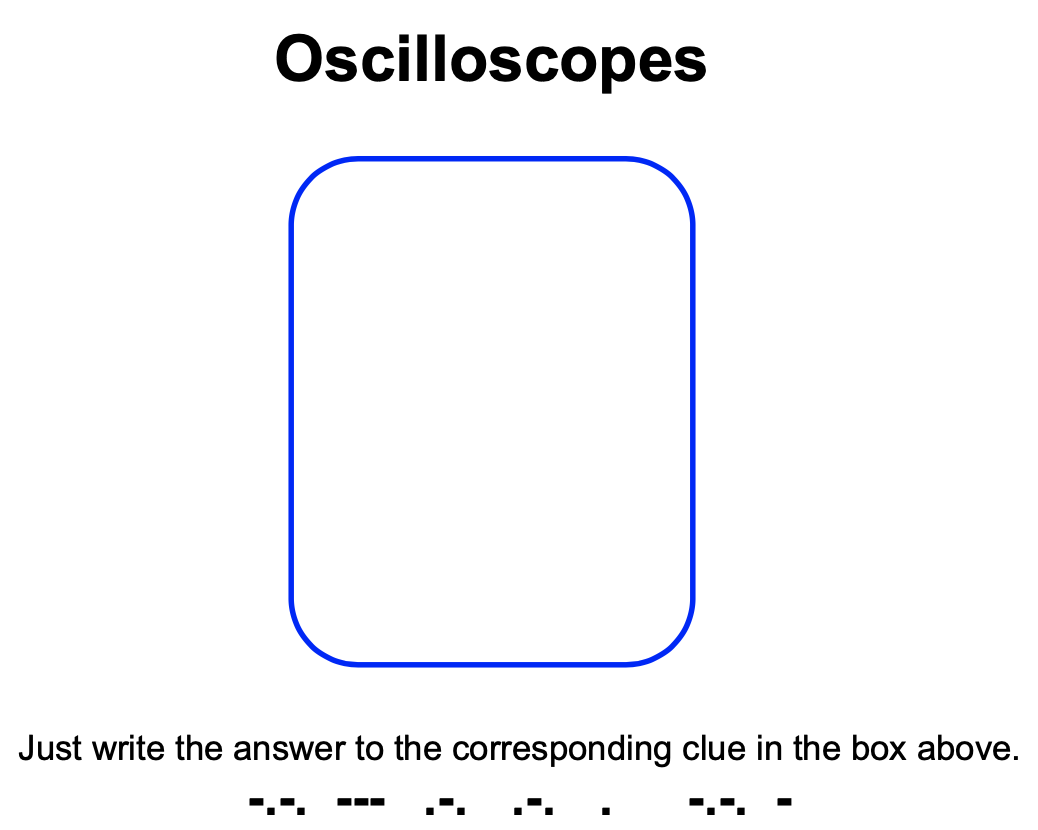 Oscilloscopes
Just write the answer to the corresponding clue in the box above.
-.-. --- .-. .-. . -.-. -